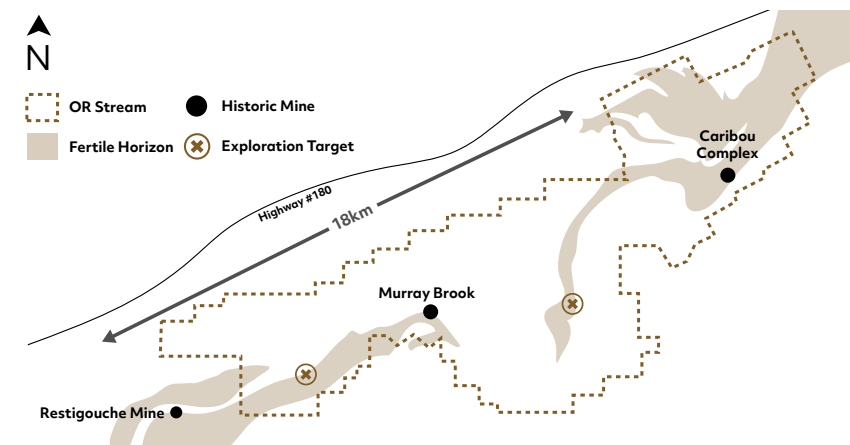 N
OR Stream
Historic Mine
Fertile Horizon
Exploration Target
Caribou
Complex
Highway #180
18km
Murray Brook
Restigouche Mine